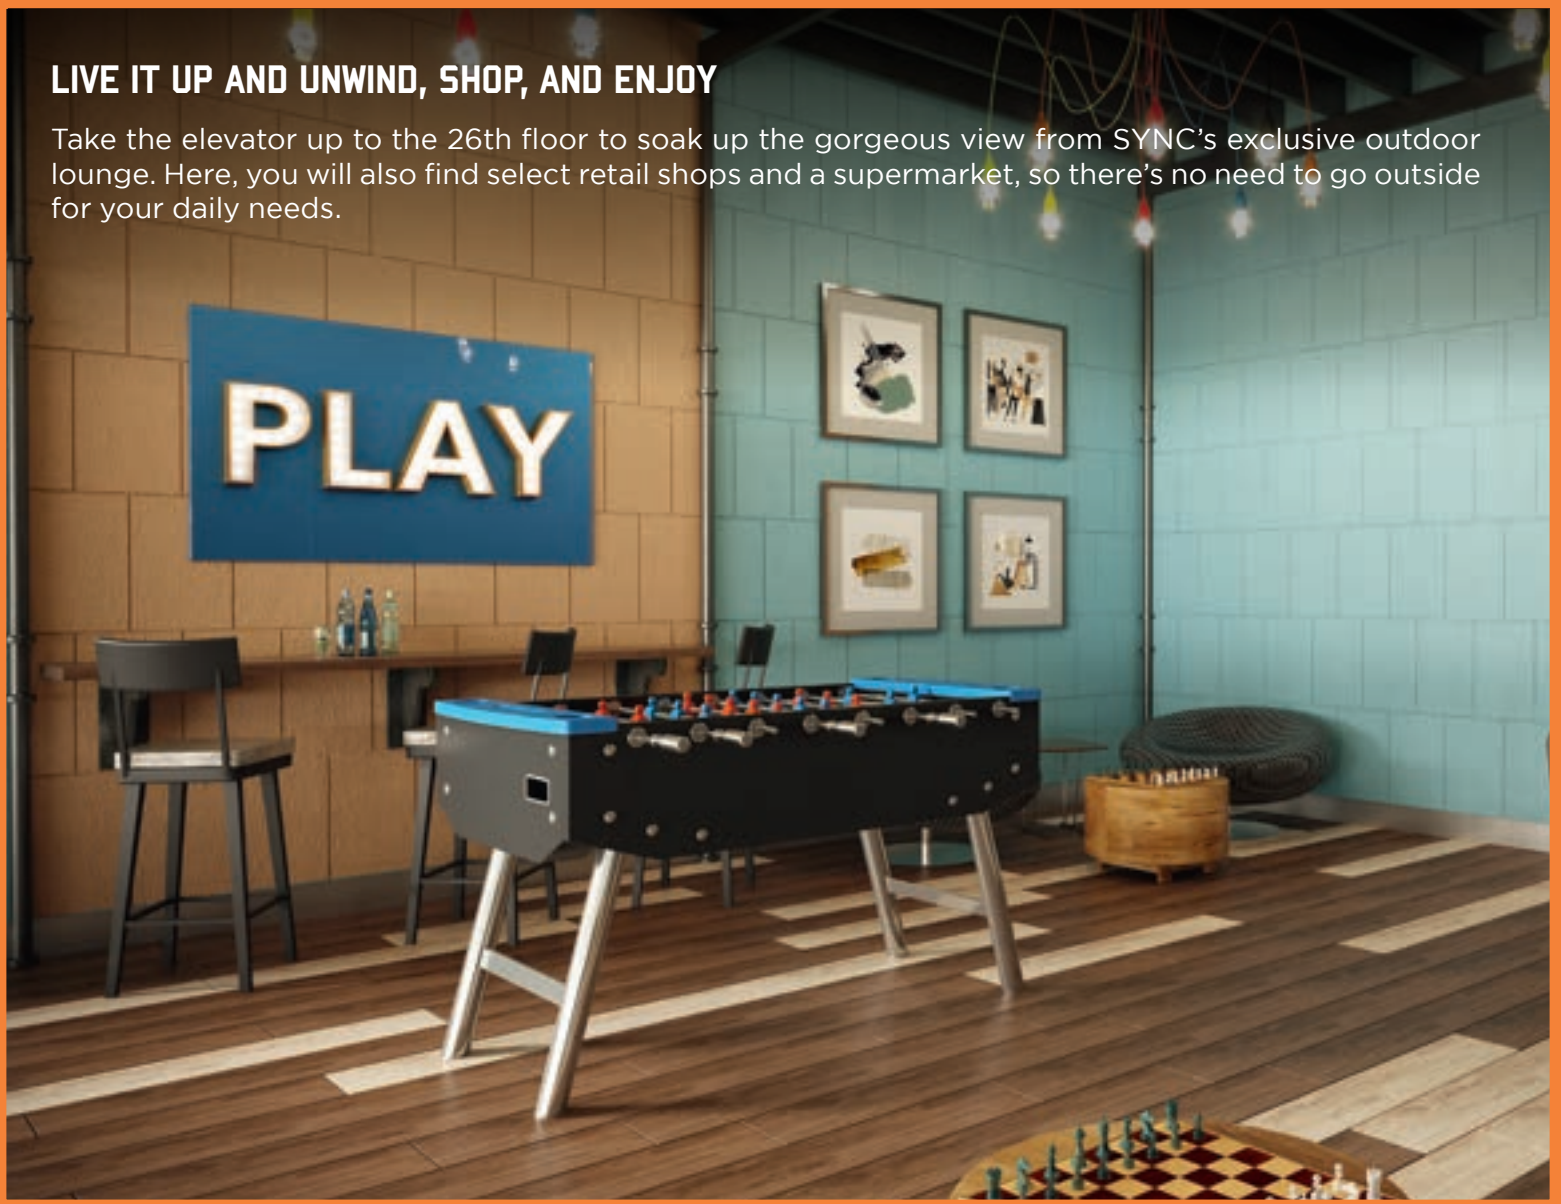 LIVE IT UP AND UNWIND, SHOP, AND ENJOY
Take the elevator up to the 26th floor to soak up the gorgeous view from SYNC’s exclusive outdoor
lounge. Here, you will also find select retail shops and a supermarket, so there’s no need to go outside
for your daily needs.
PLAY